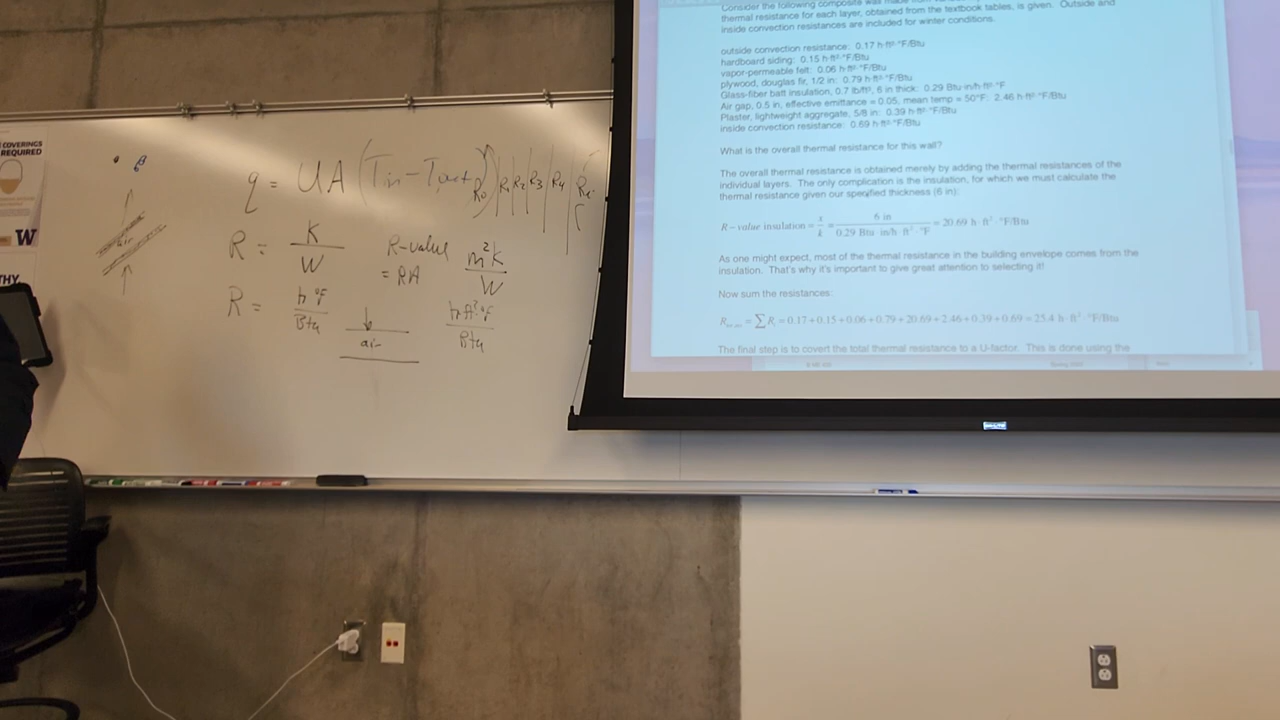 COVERINGS
REQUIRED
W
THY
β
q = UA (Tin - Tout)
R0 R1 R2 R3 R4 Ri
R = K / W
R-value = RA m²K / W
R = h °F / Btu
h ft² °F / Btu
air
air
Consider the following composite wall made from
thermal resistance for each layer, obtained from the textbook tables, is given. Outside and
inside convection resistances are included for winter conditions.
outside convection resistance: 0.17 h·ft²·°F/Btu
hardboard siding: 0.15 h·ft²·°F/Btu
vapor-permeable felt: 0.06 h·ft²·°F/Btu
plywood, douglas fir, 1/2 in: 0.79 h·ft²·°F/Btu
Glass-fiber batt insulation, 0.7 lb/ft³, 6 in thick: 0.29 Btu·in/h·ft²·°F
Air gap, 0.5 in, effective emittance = 0.05, mean temp = 50°F: 2.46 h·ft²·°F/Btu
Plaster, lightweight aggregate, 5/8 in: 0.39 h·ft²·°F/Btu
inside convection resistance: 0.69 h·ft²·°F/Btu
What is the overall thermal resistance for this wall?
The overall thermal resistance is obtained merely by adding the thermal resistances of the
individual layers. The only complication is the insulation, for which we must calculate the
thermal resistance given our specified thickness (6 in):
R-value insulation = x/k = 6 in / 0.29 Btu·in/h·ft²·°F = 20.69 h·ft²·°F/Btu
As one might expect, most of the thermal resistance in the building envelope comes from the
insulation. That's why it's important to give great attention to selecting it!
Now sum the resistances:
= ∑ R = 0.17+0.15+0.06+0.79+20.69+2.46+0.39+0.69 = 25.4 h·ft²·°F/Btu
The final step is to covert the total thermal resistance to a U-factor. This is done using the